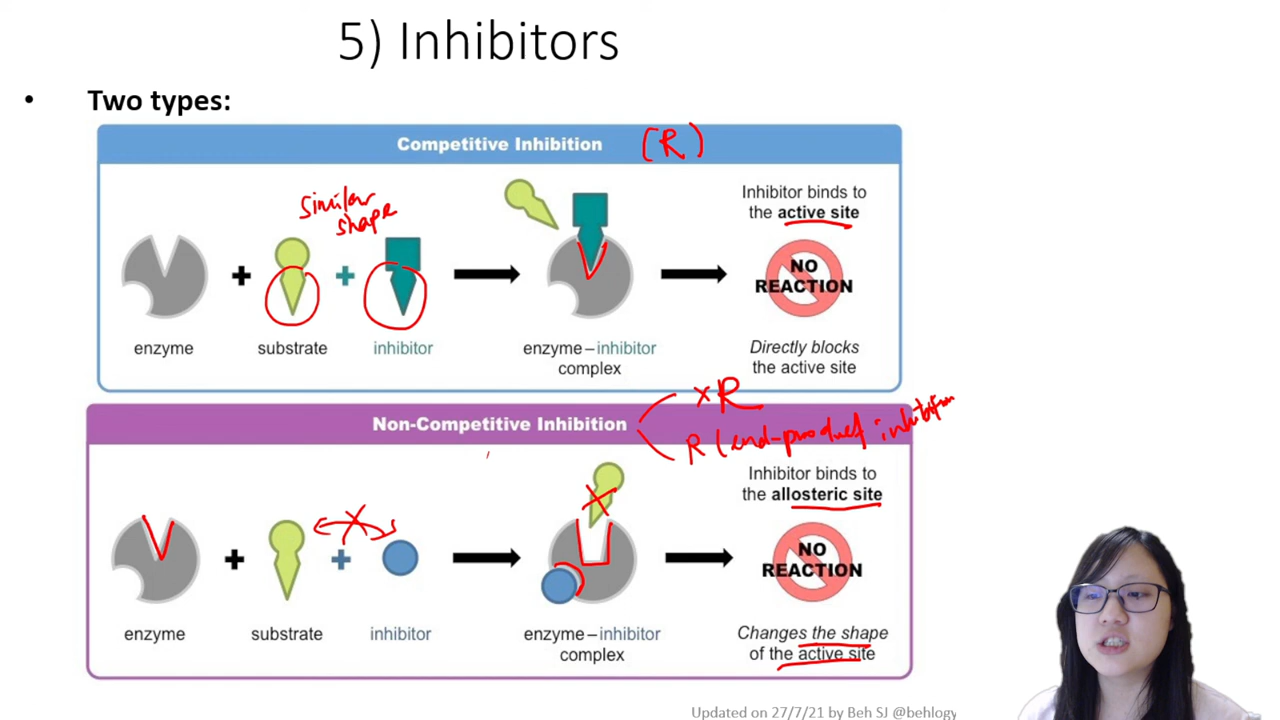 5) Inhibitors
• Two types:
Competitive Inhibition (R)
similar
shape
Inhibitor binds to
the active site
+ + NO
REACTION
enzyme substrate inhibitor enzyme–inhibitor
complex
Directly blocks
the active site
Non-Competitive Inhibition
×R
R (end-product inhibition
Inhibitor binds to
the allosteric site
+ + NO
REACTION
enzyme substrate inhibitor enzyme–inhibitor
complex
Changes the shape
of the active site
Updated on 27/7/21 by Beh SJ @behlogy